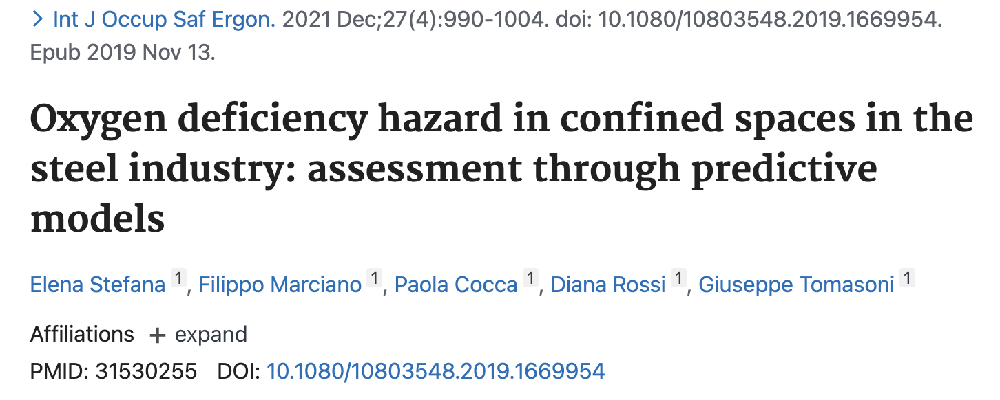 > Int J Occup Saf Ergon. 2021 Dec;27(4):990-1004. doi: 10.1080/10803548.2019.1669954.
Epub 2019 Nov 13.
Oxygen deficiency hazard in confined spaces in the
steel industry: assessment through predictive
models
Elena Stefana 1, Filippo Marciano 1, Paola Cocca 1, Diana Rossi 1, Giuseppe Tomasoni 1
Affiliations + expand
PMID: 31530255 DOI: 10.1080/10803548.2019.1669954